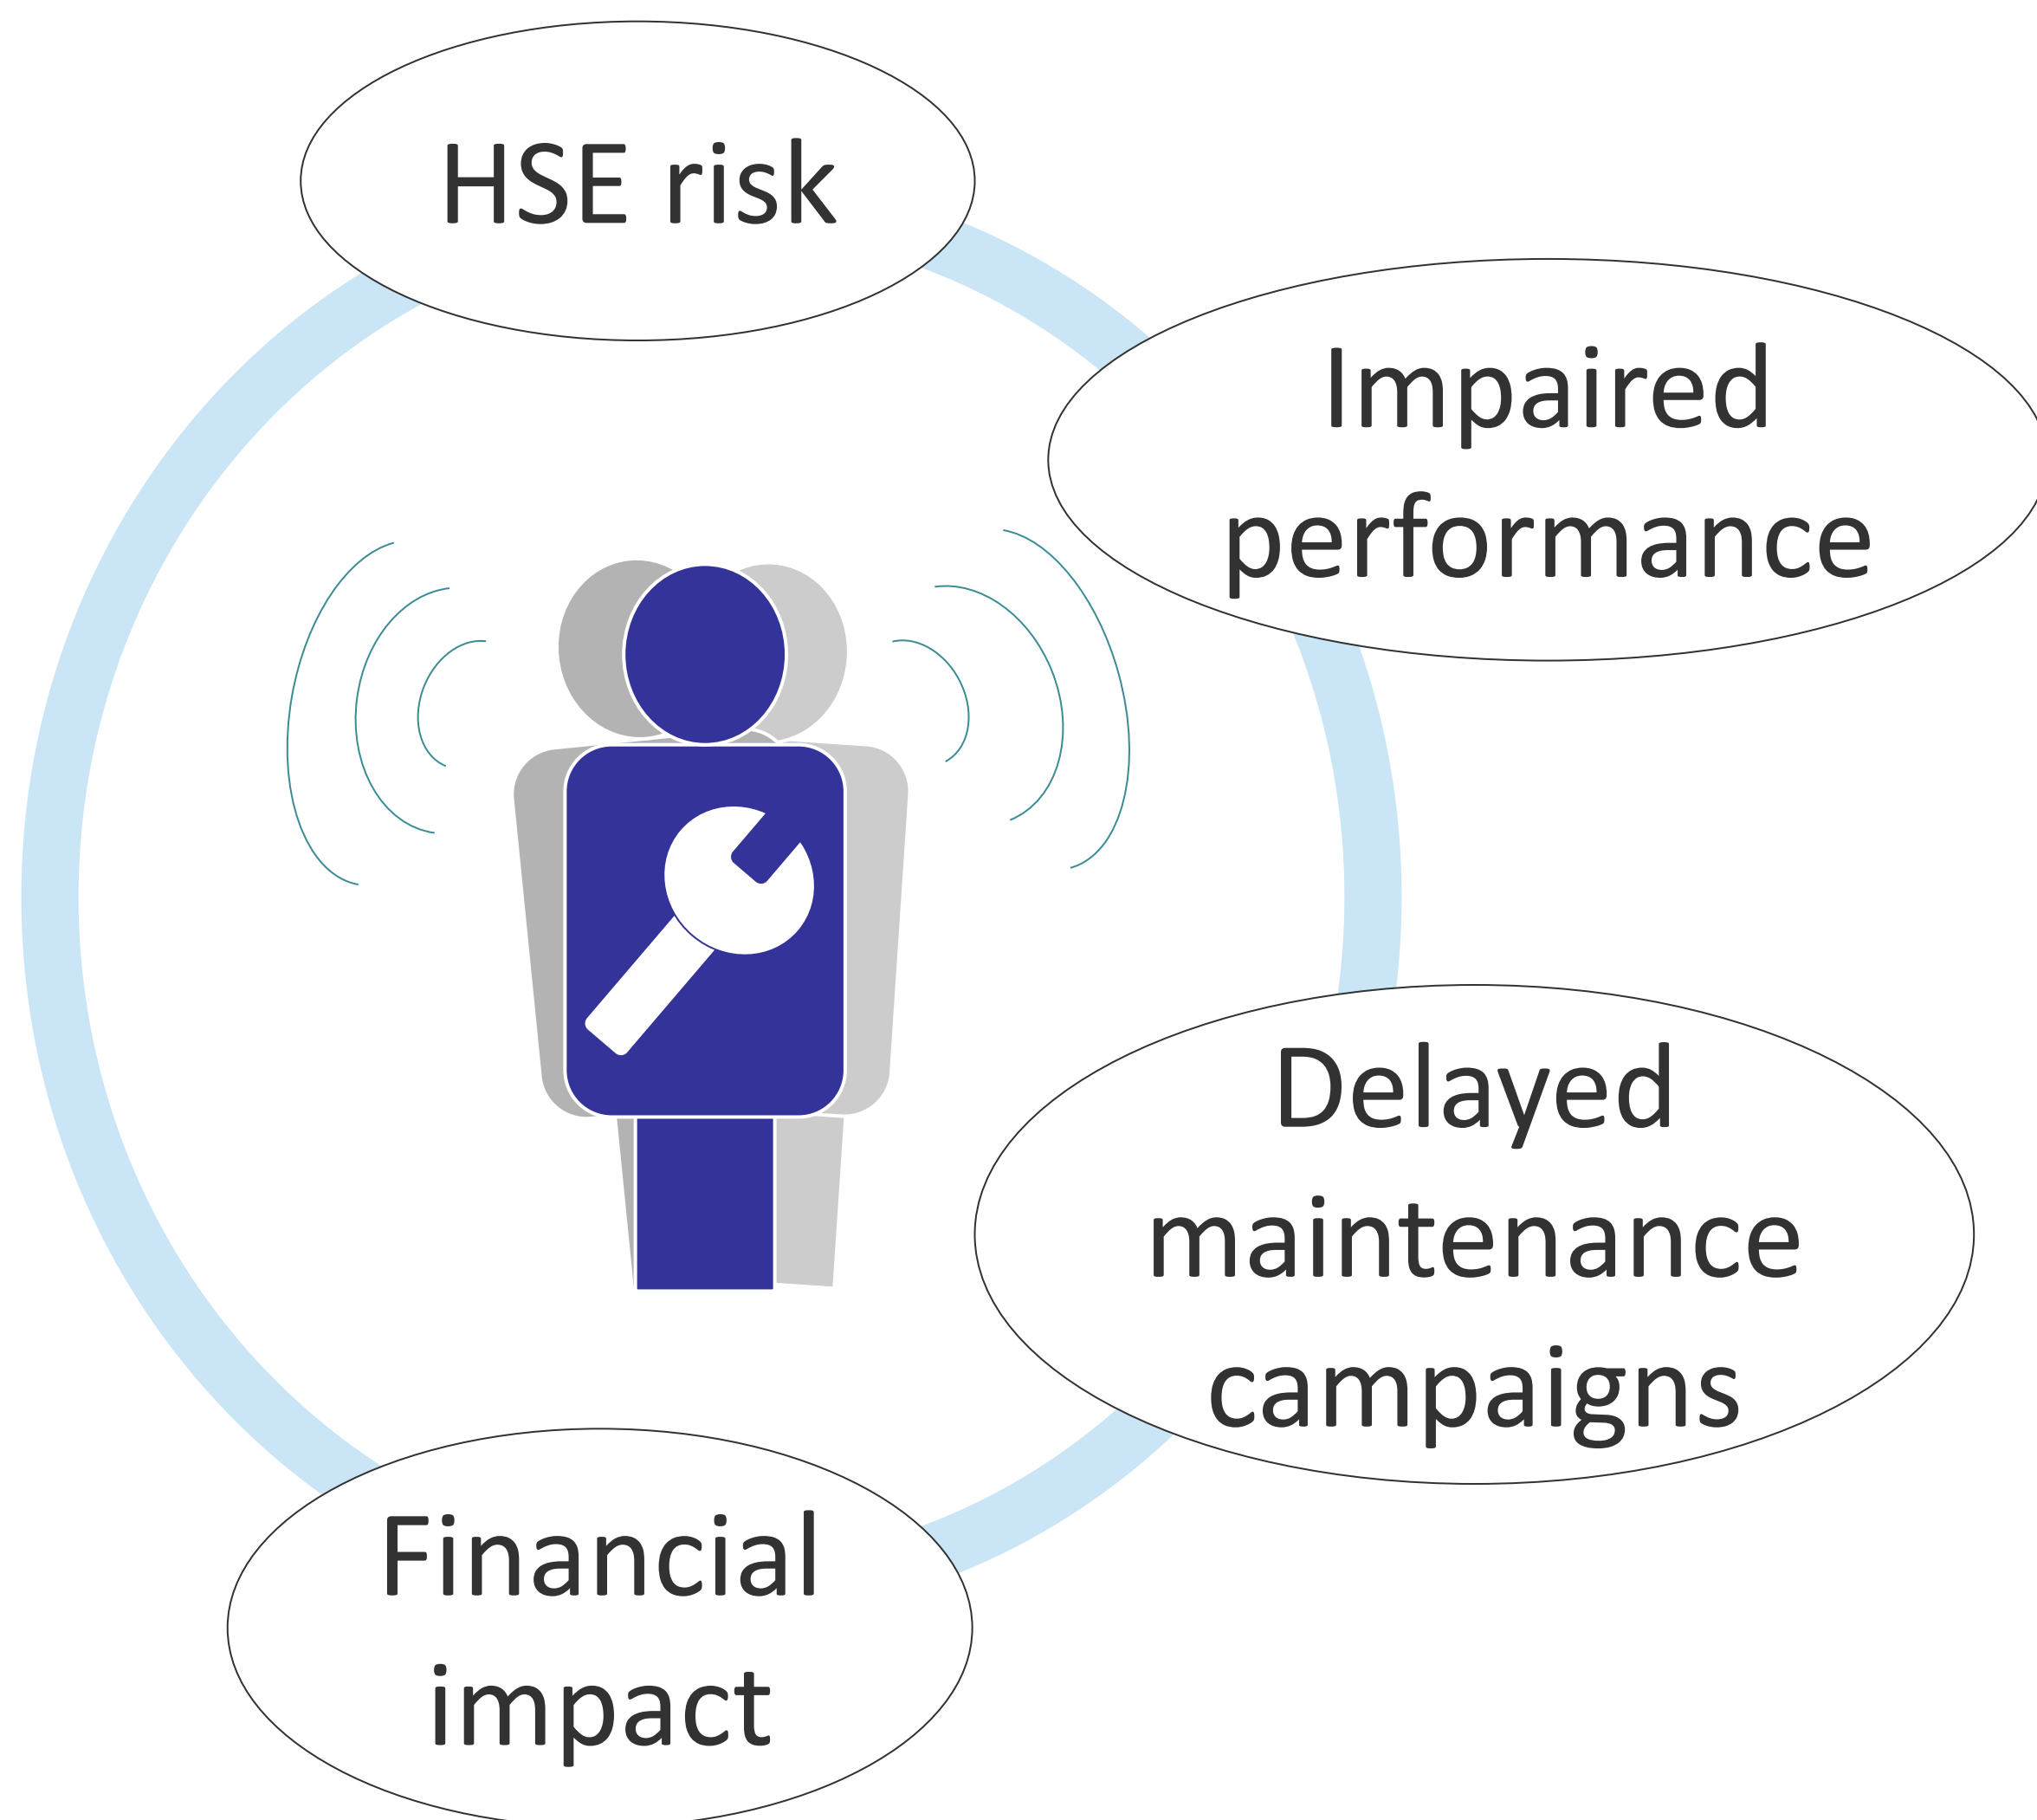 HSE risk
Impaired
performance
Delayed
maintenance
campaigns
Financial
impact